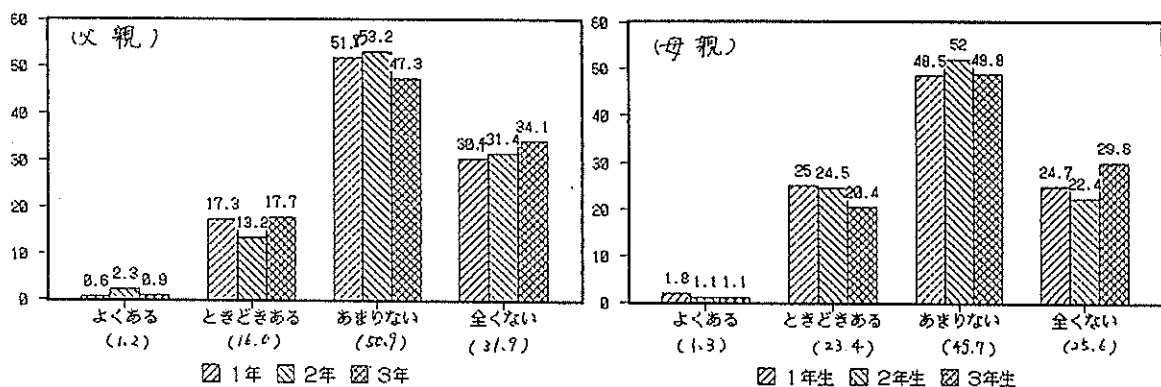 (父親)
60
50
40
30
20
10
0
0.6 2.3 0.9
17.3 13.2 17.7
51.7 53.2 47.3
30.4 31.4 34.1
よくある ときどきある あまりない 全くない
(1.2) (16.0) (50.9) (31.9)
1年 2年 3年
(母親)
60
50
40
30
20
10
0
1.8 1.1 1.1
25 24.5 20.4
48.5 52 48.8
24.7 22.4 29.8
よくある ときどきある あまりない 全くない
(1.3) (23.4) (49.7) (25.6)
1年生 2年生 3年生